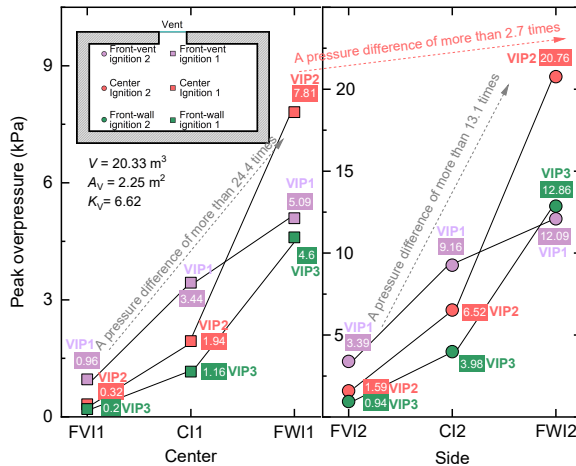 Vent
Front-vent ignition 2
Front-vent ignition 1
Center Ignition 2
Center Ignition 1
Front-wall ignition 2
Front-wall ignition 1
V = 20.33 m³
A_V = 2.25 m²
K_V= 6.62
A pressure difference of more than 24.4 times
A pressure difference of more than 2.7 times
A pressure difference of more than 13.1 times
Peak overpressure (kPa)
9
6
3
0
VIP1
0.96
VIP2
0.32
0.2
VIP3
VIP1
3.44
VIP2
1.94
1.16
VIP3
VIP2
7.81
VIP1
5.09
4.6
VIP3
FVI1
CI1
FWI1
Center
20
15
10
5
VIP1
3.39
1.59
VIP2
0.94
VIP3
VIP1
9.16
6.52
VIP2
3.98
VIP3
VIP2
20.76
VIP3
12.86
12.09
VIP1
FVI2
CI2
FWI2
Side